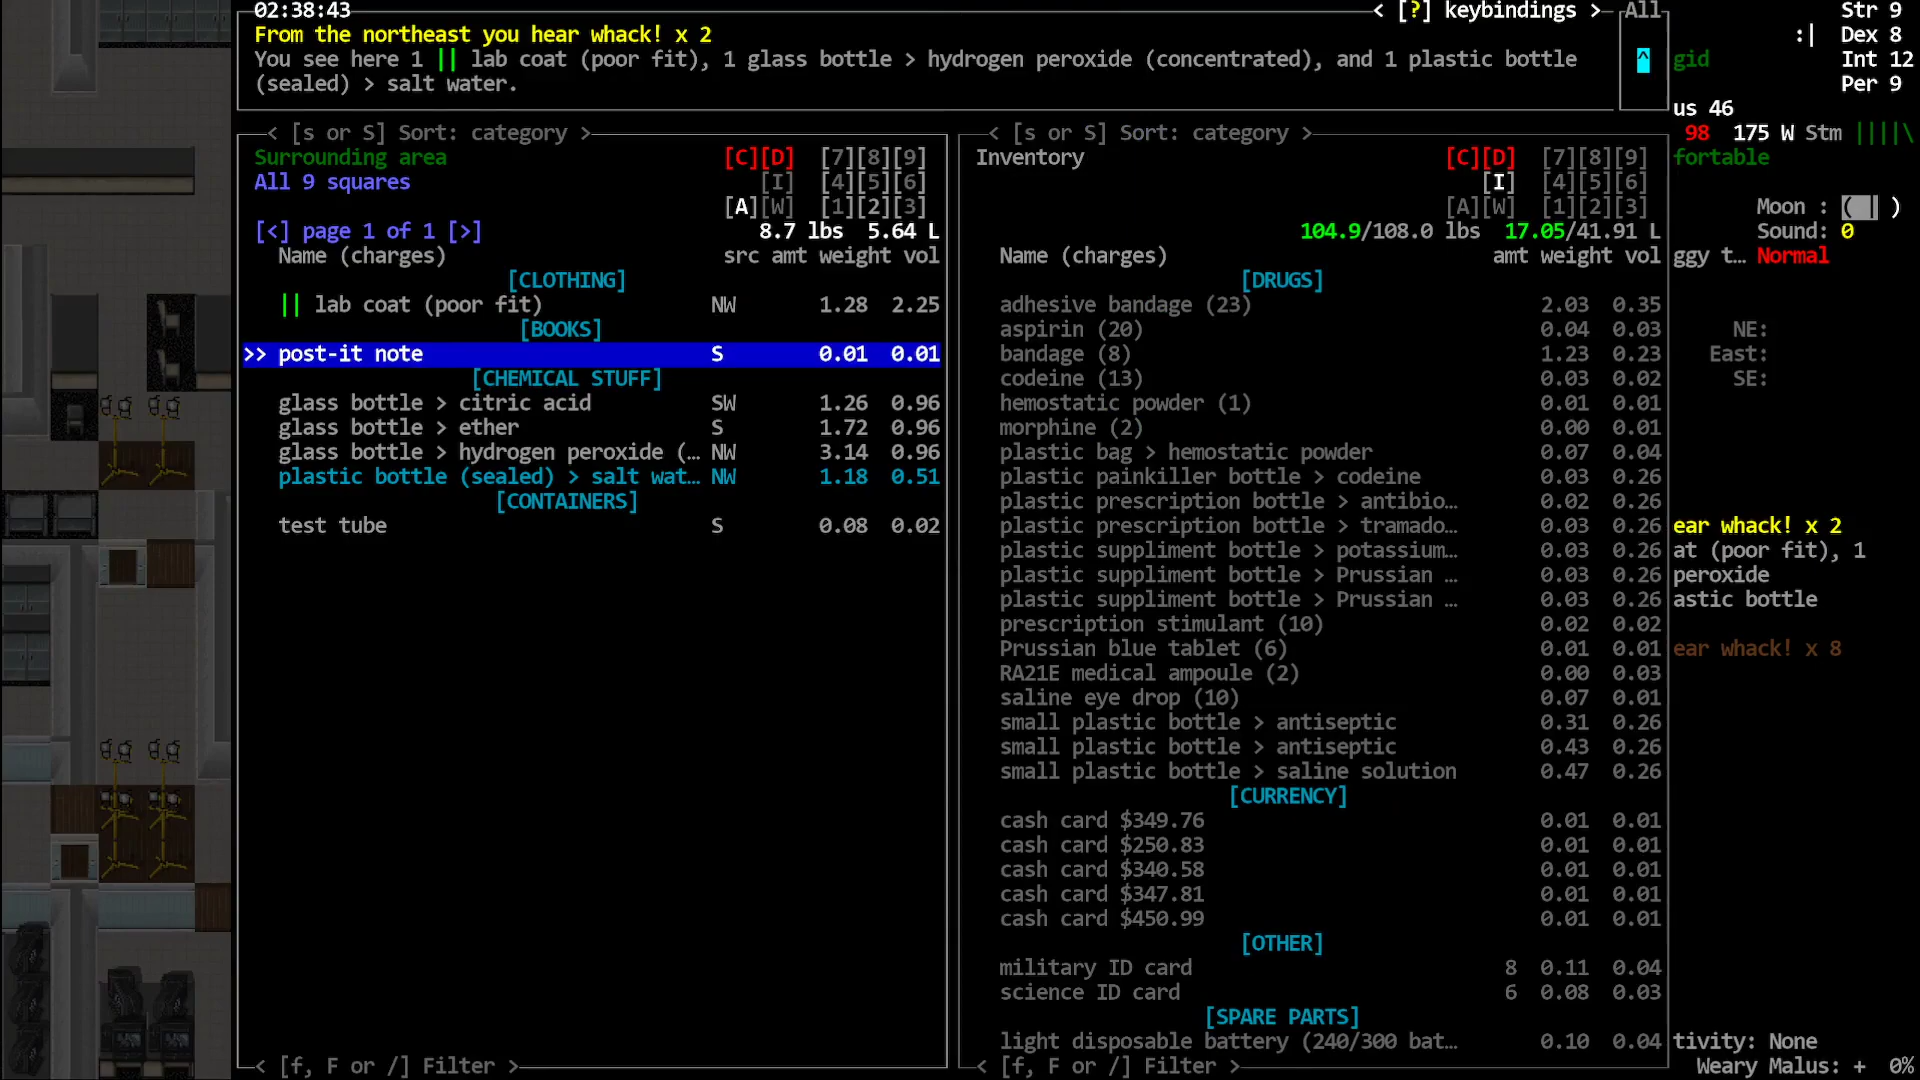 02:38:43
< [?] keybindings >
All
Str 9
From the northeast you hear whack! x 2
:|
Dex 8
You see here 1 || lab coat (poor fit), 1 glass bottle > hydrogen peroxide (concentrated), and 1 plastic bottle
^
gid
Int 12
(sealed) > salt water.
Per 9
us 46
< [s or S] Sort: category >
< [s or S] Sort: category >
98 175 W Stm ||||\
Surrounding area [C][D] [7][8][9]
Inventory [C][D] [7][8][9]
fortable
All 9 squares [I] [4][5][6]
[I] [4][5][6]
[A][W] [1][2][3]
[A][W] [1][2][3]
Moon : ( | )
[<] page 1 of 1 [>] 8.7 lbs 5.64 L
104.9/108.0 lbs 17.05/41.91 L
Sound: 0
Name (charges) src amt weight vol
Name (charges) amt weight vol
ggy t… Normal
[CLOTHING]
[DRUGS]
|| lab coat (poor fit) NW 1.28 2.25
adhesive bandage (23) 2.03 0.35
[BOOKS]
aspirin (20) 0.04 0.03
NE:
>> post-it note S 0.01 0.01
bandage (8) 1.23 0.23
East:
[CHEMICAL STUFF]
codeine (13) 0.03 0.02
SE:
glass bottle > citric acid SW 1.26 0.96
hemostatic powder (1) 0.01 0.01
glass bottle > ether S 1.72 0.96
morphine (2) 0.00 0.01
glass bottle > hydrogen peroxide (… NW 3.14 0.96
plastic bag > hemostatic powder 0.07 0.04
plastic bottle (sealed) > salt wat… NW 1.18 0.51
plastic painkiller bottle > codeine 0.03 0.26
[CONTAINERS]
plastic prescription bottle > antibio… 0.02 0.26
test tube S 0.08 0.02
plastic prescription bottle > tramado… 0.03 0.26
ear whack! x 2
plastic suppliment bottle > potassium… 0.03 0.26
at (poor fit), 1
plastic suppliment bottle > Prussian … 0.03 0.26
peroxide
plastic suppliment bottle > Prussian … 0.03 0.26
astic bottle
prescription stimulant (10) 0.02 0.02
Prussian blue tablet (6) 0.01 0.01
ear whack! x 8
RA21E medical ampoule (2) 0.00 0.03
saline eye drop (10) 0.07 0.01
small plastic bottle > antiseptic 0.31 0.26
small plastic bottle > antiseptic 0.43 0.26
small plastic bottle > saline solution 0.47 0.26
[CURRENCY]
cash card $349.76 0.01 0.01
cash card $250.83 0.01 0.01
cash card $340.58 0.01 0.01
cash card $347.81 0.01 0.01
cash card $450.99 0.01 0.01
[OTHER]
military ID card 8 0.11 0.04
science ID card 6 0.08 0.03
[SPARE PARTS]
light disposable battery (240/300 bat… 0.10 0.04
tivity: None
< [f, F or /] Filter >
< [f, F or /] Filter >
Weary Malus: + 0%